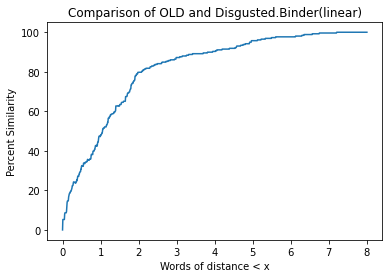 Comparison of OLD and Disgusted.Binder(linear)
100
80
60
40
20
0
Percent Similarity
0 1 2 3 4 5 6 7 8
Words of distance < x